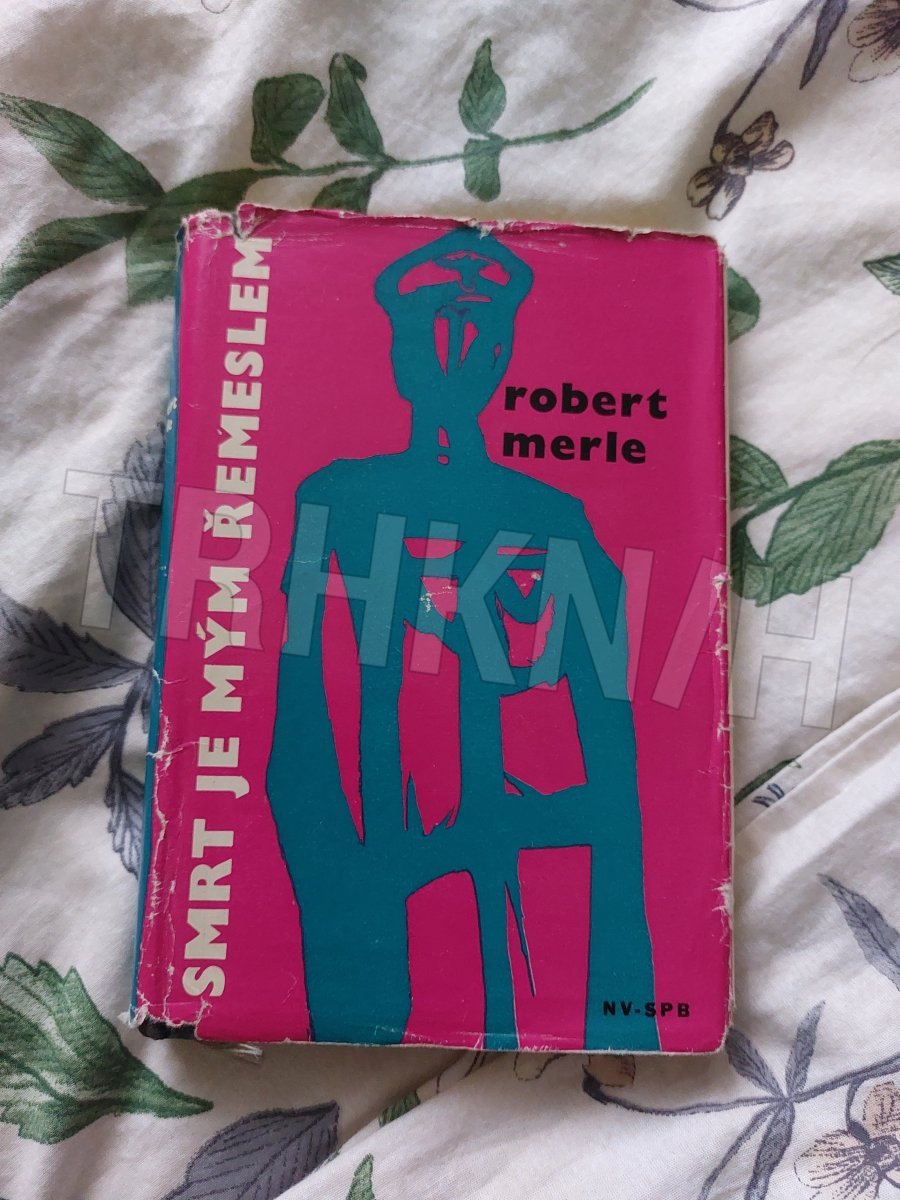 SMRT JE MÝM ŘEMESLEM
robert
merle
NV-SPB
TRHKNIH